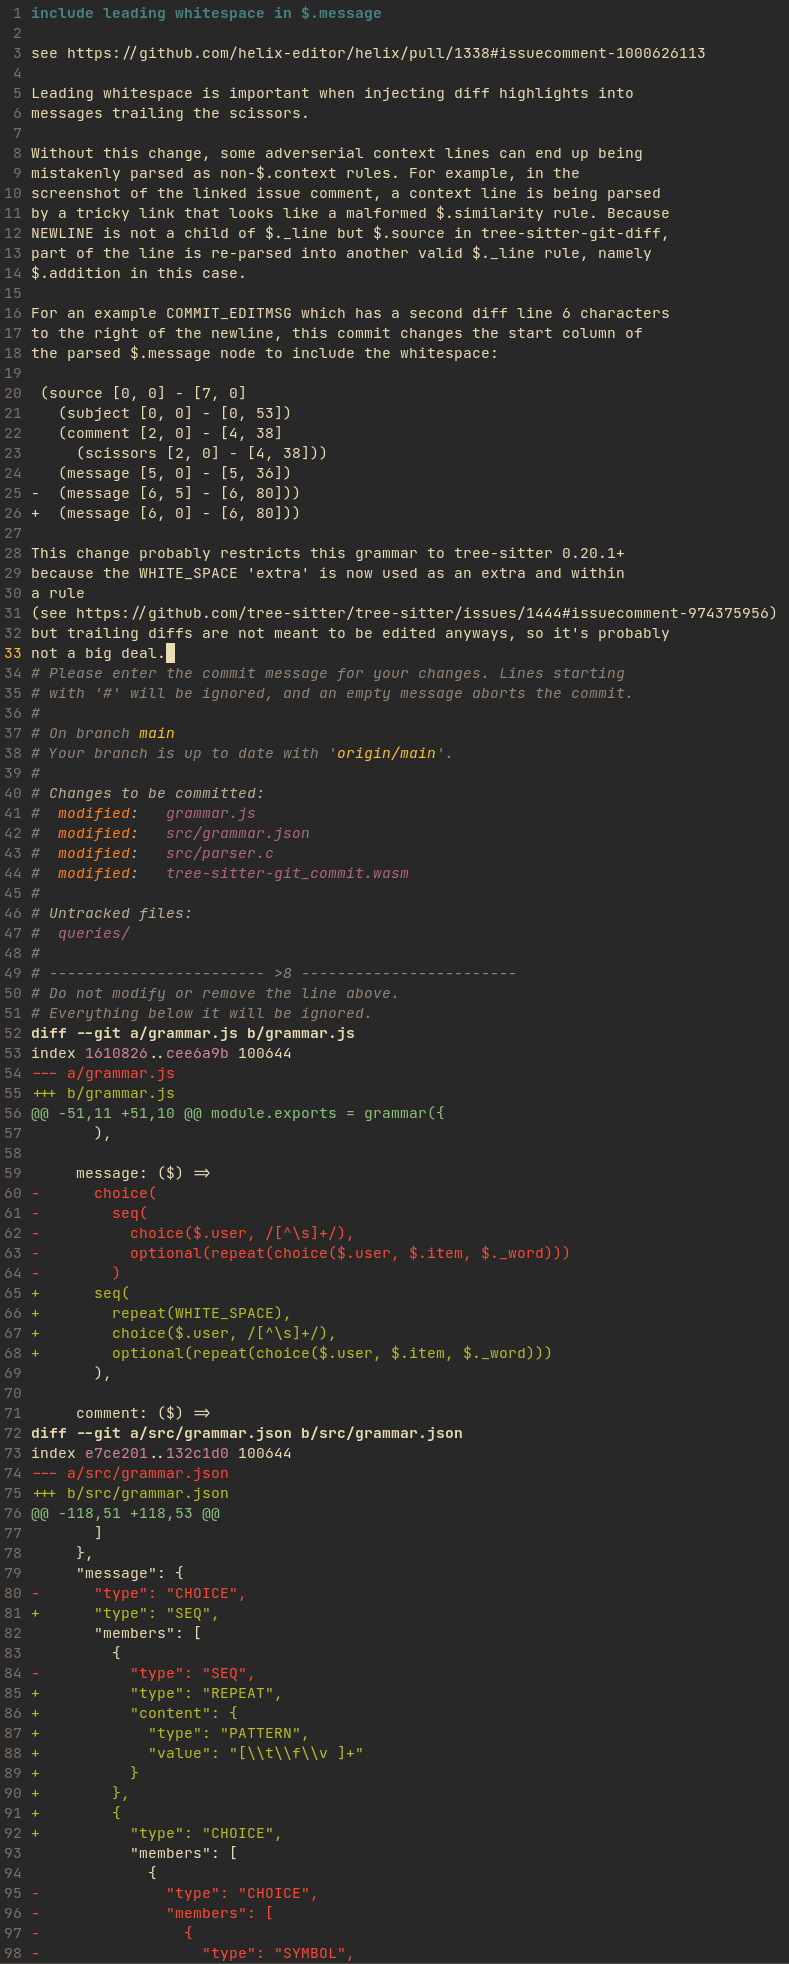 1 include leading whitespace in $.message
2
3 see https://github.com/helix-editor/helix/pull/1338#issuecomment-1000626113
4
5 Leading whitespace is important when injecting diff highlights into
6 messages trailing the scissors.
7
8 Without this change, some adverserial context lines can end up being
9 mistakenly parsed as non-$.context rules. For example, in the
10 screenshot of the linked issue comment, a context line is being parsed
11 by a tricky link that looks like a malformed $.similarity rule. Because
12 NEWLINE is not a child of $._line but $.source in tree-sitter-git-diff,
13 part of the line is re-parsed into another valid $._line rule, namely
14 $.addition in this case.
15
16 For an example COMMIT_EDITMSG which has a second diff line 6 characters
17 to the right of the newline, this commit changes the start column of
18 the parsed $.message node to include the whitespace:
19
20  (source [0, 0] - [7, 0]
21    (subject [0, 0] - [0, 53])
22    (comment [2, 0] - [4, 38]
23      (scissors [2, 0] - [4, 38]))
24    (message [5, 0] - [5, 36])
25 -  (message [6, 5] - [6, 80]))
26 +  (message [6, 0] - [6, 80]))
27
28 This change probably restricts this grammar to tree-sitter 0.20.1+
29 because the WHITE_SPACE 'extra' is now used as an extra and within
30 a rule
31 (see https://github.com/tree-sitter/tree-sitter/issues/1444#issuecomment-974375956)
32 but trailing diffs are not meant to be edited anyways, so it's probably
33 not a big deal.
34 # Please enter the commit message for your changes. Lines starting
35 # with '#' will be ignored, and an empty message aborts the commit.
36 #
37 # On branch main
38 # Your branch is up to date with 'origin/main'.
39 #
40 # Changes to be committed:
41 #  modified:   grammar.js
42 #  modified:   src/grammar.json
43 #  modified:   src/parser.c
44 #  modified:   tree-sitter-git_commit.wasm
45 #
46 # Untracked files:
47 #  queries/
48 #
49 # ------------------------ >8 ------------------------
50 # Do not modify or remove the line above.
51 # Everything below it will be ignored.
52 diff --git a/grammar.js b/grammar.js
53 index 1610826..cee6a9b 100644
54 --- a/grammar.js
55 +++ b/grammar.js
56 @@ -51,11 +51,10 @@ module.exports = grammar({
57        ),
58
59      message: ($) =>
60 -      choice(
61 -        seq(
62 -          choice($.user, /[^\s]+/),
63 -          optional(repeat(choice($.user, $.item, $._word)))
64 -        )
65 +      seq(
66 +        repeat(WHITE_SPACE),
67 +        choice($.user, /[^\s]+/),
68 +        optional(repeat(choice($.user, $.item, $._word)))
69        ),
70
71      comment: ($) =>
72 diff --git a/src/grammar.json b/src/grammar.json
73 index e7ce201..132c1d0 100644
74 --- a/src/grammar.json
75 +++ b/src/grammar.json
76 @@ -118,51 +118,53 @@
77        ]
78      },
79      "message": {
80 -      "type": "CHOICE",
81 +      "type": "SEQ",
82        "members": [
83          {
84 -          "type": "SEQ",
85 +          "type": "REPEAT",
86 +          "content": {
87 +            "type": "PATTERN",
88 +            "value": "[\\t\\f\\v ]+"
89 +          }
90 +        },
91 +        {
92 +          "type": "CHOICE",
93            "members": [
94              {
95 -              "type": "CHOICE",
96 -              "members": [
97 -                {
98 -                  "type": "SYMBOL",